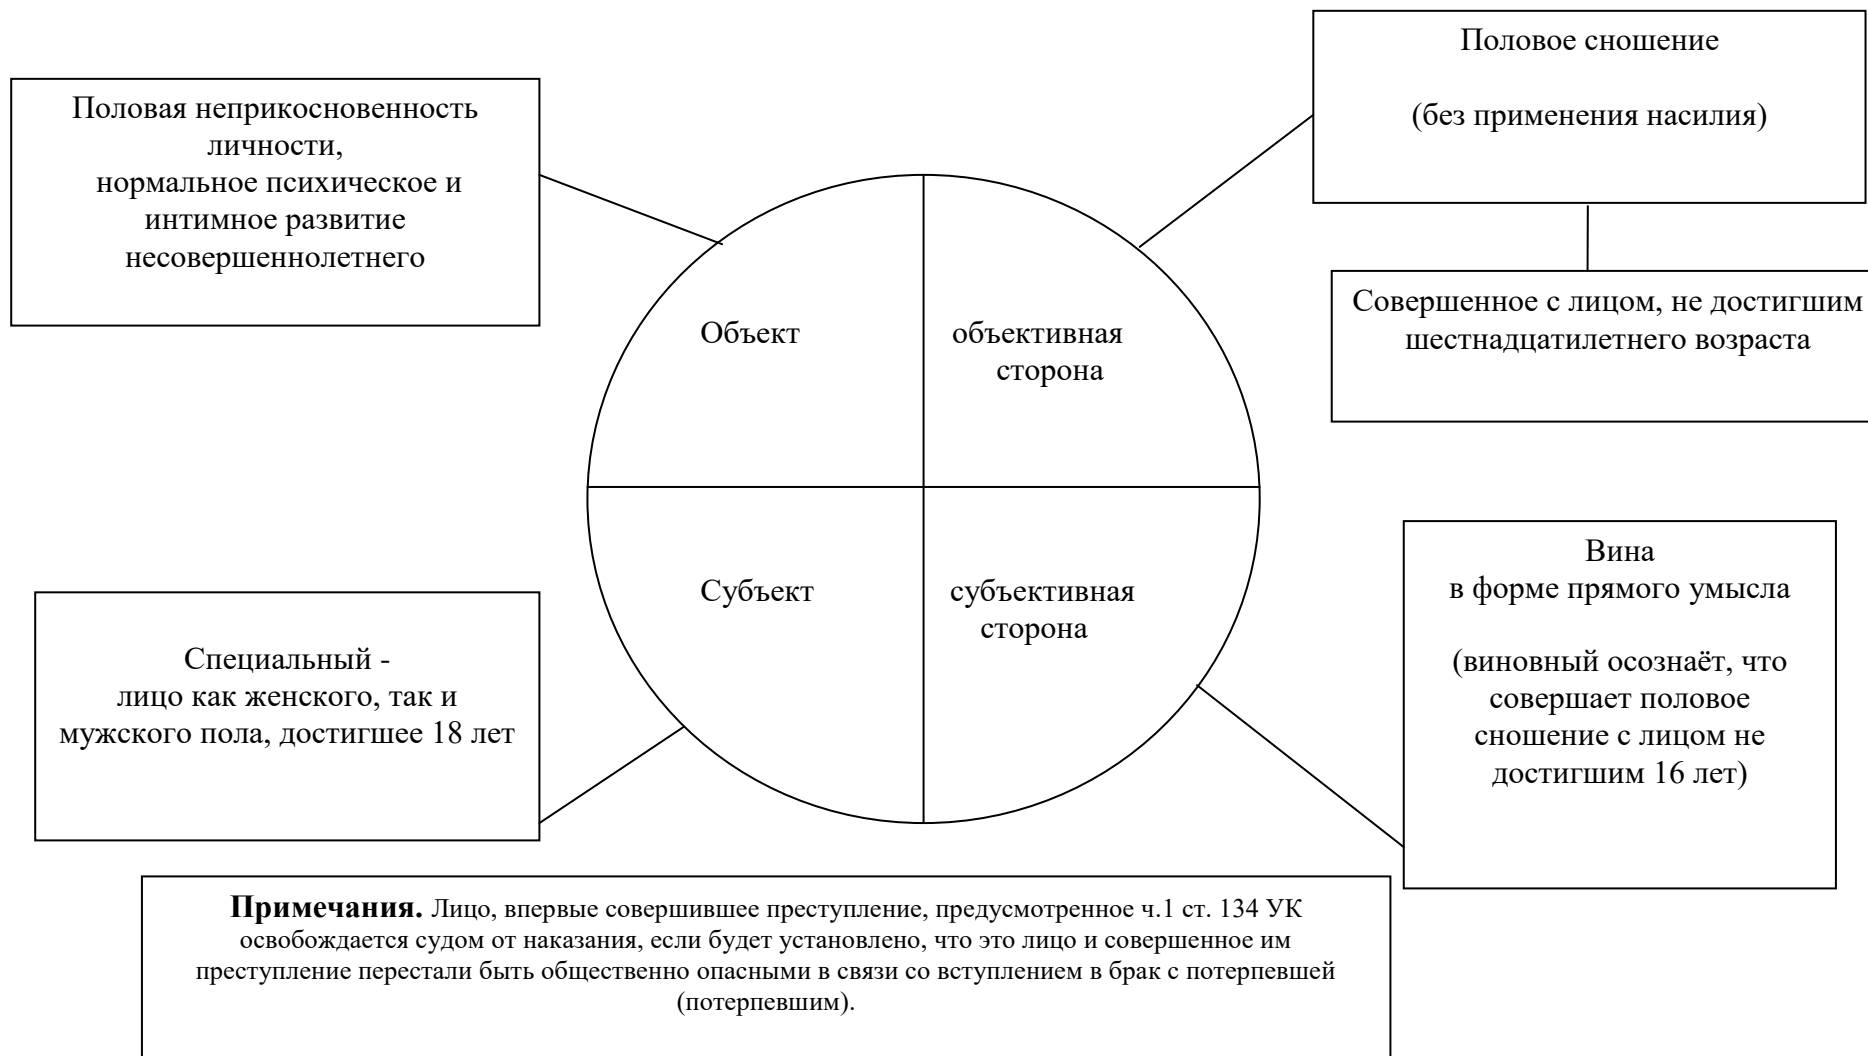 Половое сношение
(без применения насилия)
Половая неприкосновенность
личности,
нормальное психическое и
интимное развитие
несовершеннолетнего
Совершенное с лицом, не достигшим
шестнадцатилетнего возраста
Объект
объективная
сторона
Субъект
субъективная
сторона
Вина
в форме прямого умысла
(виновный осознаёт, что
совершает половое
сношение с лицом не
достигшим 16 лет)
Специальный -
лицо как женского, так и
мужского пола, достигшее 18 лет
Примечания. Лицо, впервые совершившее преступление, предусмотренное ч.1 ст. 134 УК
освобождается судом от наказания, если будет установлено, что это лицо и совершенное им
преступление перестали быть общественно опасными в связи со вступлением в брак с потерпевшей
(потерпевшим).